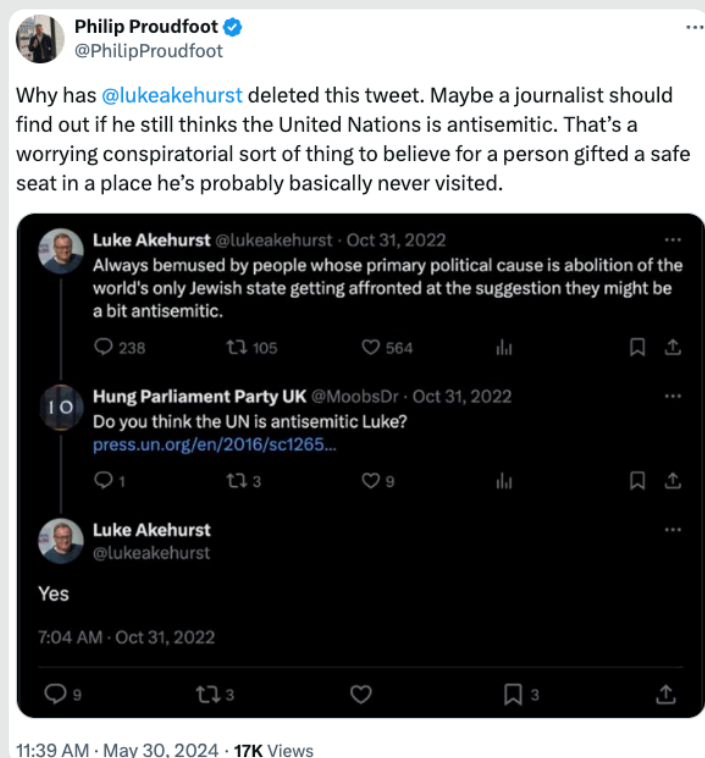 Philip Proudfoot
@PhilipProudfoot
Why has @lukeakehurst deleted this tweet. Maybe a journalist should
find out if he still thinks the United Nations is antisemitic. That’s a
worrying conspiratorial sort of thing to believe for a person gifted a safe
seat in a place he’s probably basically never visited.
Luke Akehurst @lukeakehurst · Oct 31, 2022
Always bemused by people whose primary political cause is abolition of the
world's only Jewish state getting affronted at the suggestion they might be
a bit antisemitic.
238 105 564
IO
Hung Parliament Party UK @MoobsDr · Oct 31, 2022
Do you think the UN is antisemitic Luke?
press.un.org/en/2016/sc1265...
1 3 9
Luke Akehurst
@lukeakehurst
Yes
7:04 AM · Oct 31, 2022
9 3 3
11:39 AM · May 30, 2024 · 17K Views